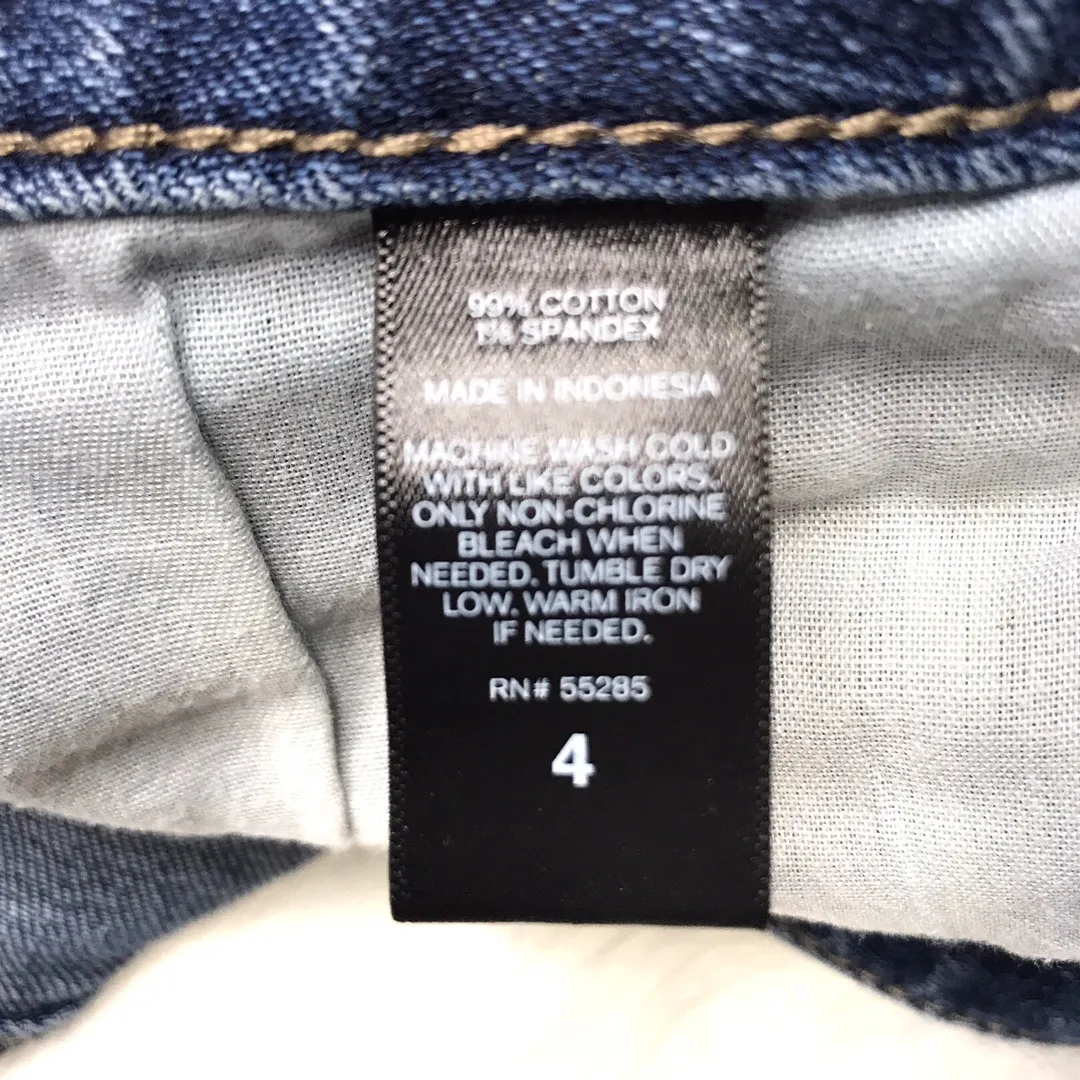 99% COTTON
1% SPANDEX
MADE IN INDONESIA
MACHINE WASH COLD
WITH LIKE COLORS.
ONLY NON-CHLORINE
BLEACH WHEN
NEEDED. TUMBLE DRY
LOW. WARM IRON
IF NEEDED.
RN# 55285
4